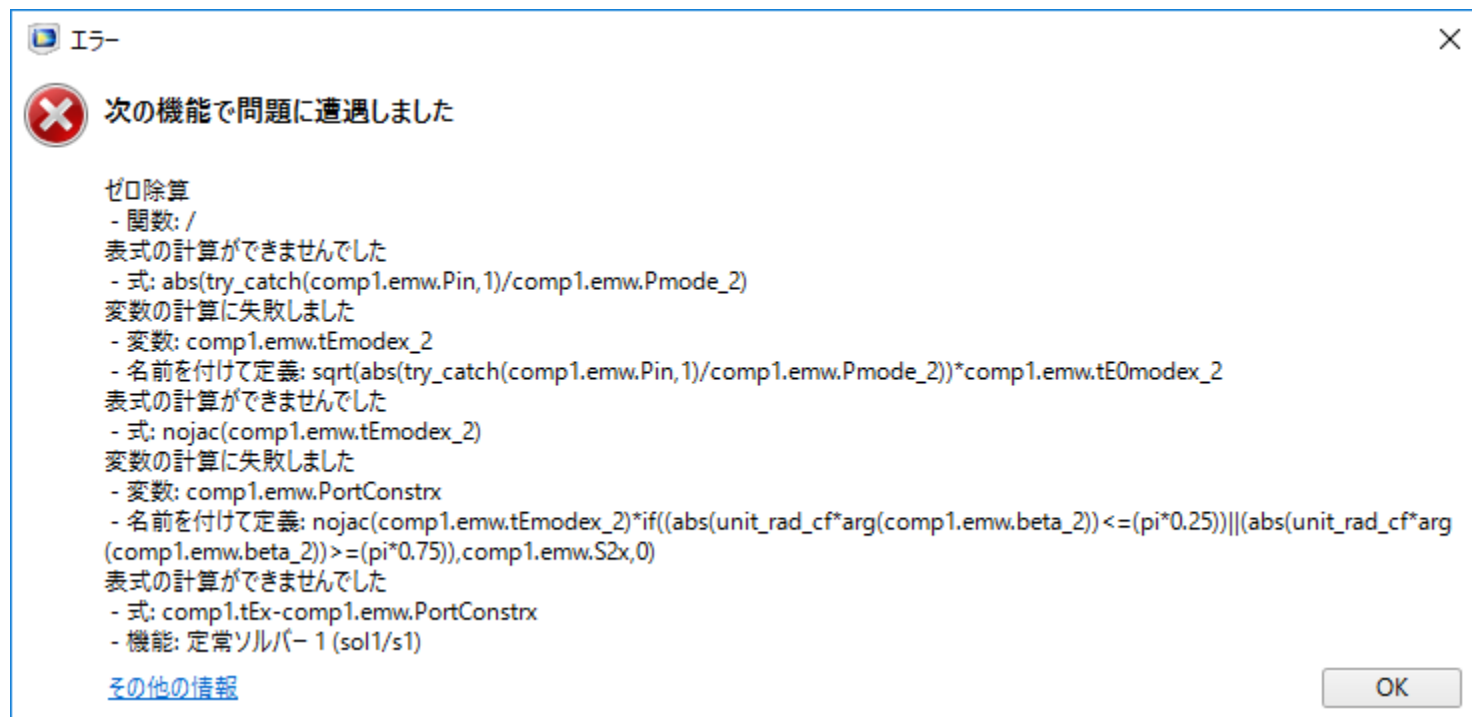 エラー
次の機能で問題に遭遇しました
ゼロ除算
- 関数: /
表式の計算ができませんでした
- 式: abs(try_catch(comp1.emw.Pin,1)/comp1.emw.Pmode_2)
変数の計算に失敗しました
- 変数: comp1.emw.tEmodex_2
- 名前を付けて定義: sqrt(abs(try_catch(comp1.emw.Pin,1)/comp1.emw.Pmode_2))*comp1.emw.tE0modex_2
表式の計算ができませんでした
- 式: nojac(comp1.emw.tEmodex_2)
変数の計算に失敗しました
- 変数: comp1.emw.PortConstrx
- 名前を付けて定義: nojac(comp1.emw.tEmodex_2)*if((abs(unit_rad_cf*arg(comp1.emw.beta_2))<=(pi*0.25))||(abs(unit_rad_cf*arg
(comp1.emw.beta_2))>=(pi*0.75)),comp1.emw.S2x,0)
表式の計算ができませんでした
- 式: comp1.tEx-comp1.emw.PortConstrx
- 機能: 定常ソルバー 1 (sol1/s1)
その他の情報
OK